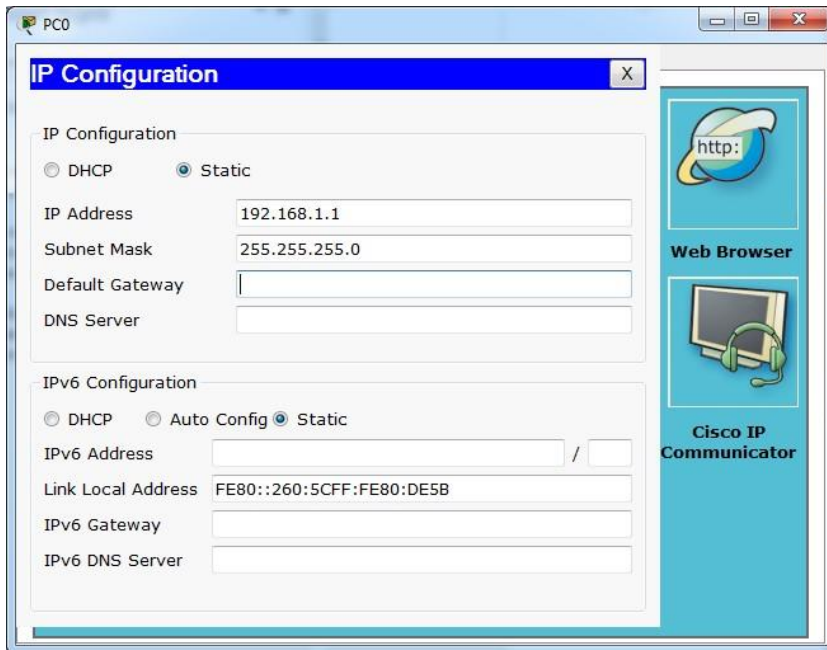 PC0
IP Configuration
X
IP Configuration
DHCP
Static
IP Address
192.168.1.1
Subnet Mask
255.255.255.0
Default Gateway
DNS Server
IPv6 Configuration
DHCP
Auto Config
Static
IPv6 Address
/
Link Local Address
FE80::260:5CFF:FE80:DE5B
IPv6 Gateway
IPv6 DNS Server
http:
Web Browser
Cisco IP
Communicator